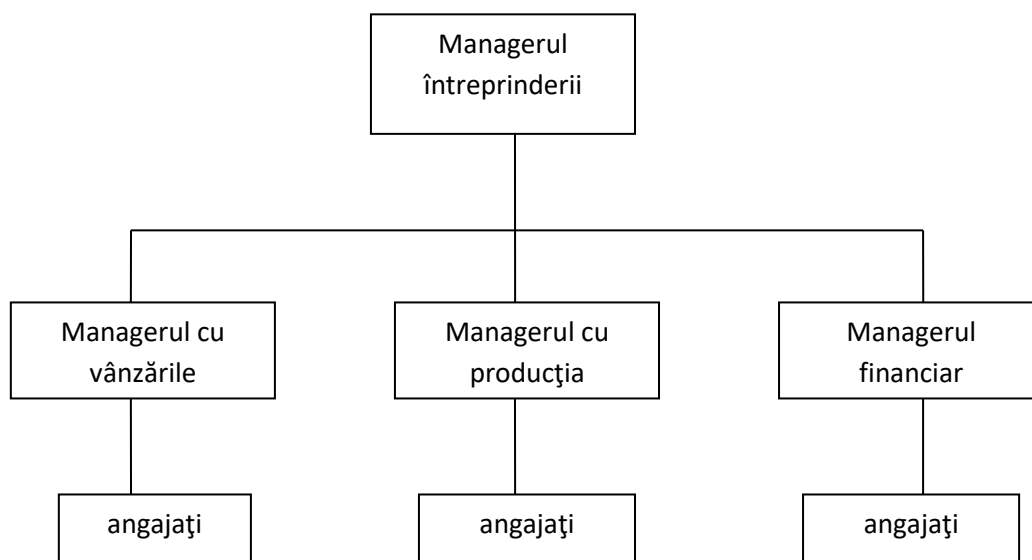 Managerul
întreprinderii
Managerul cu
vânzările
Managerul cu
producţia
Managerul
financiar
angajaţi
angajaţi
angajaţi